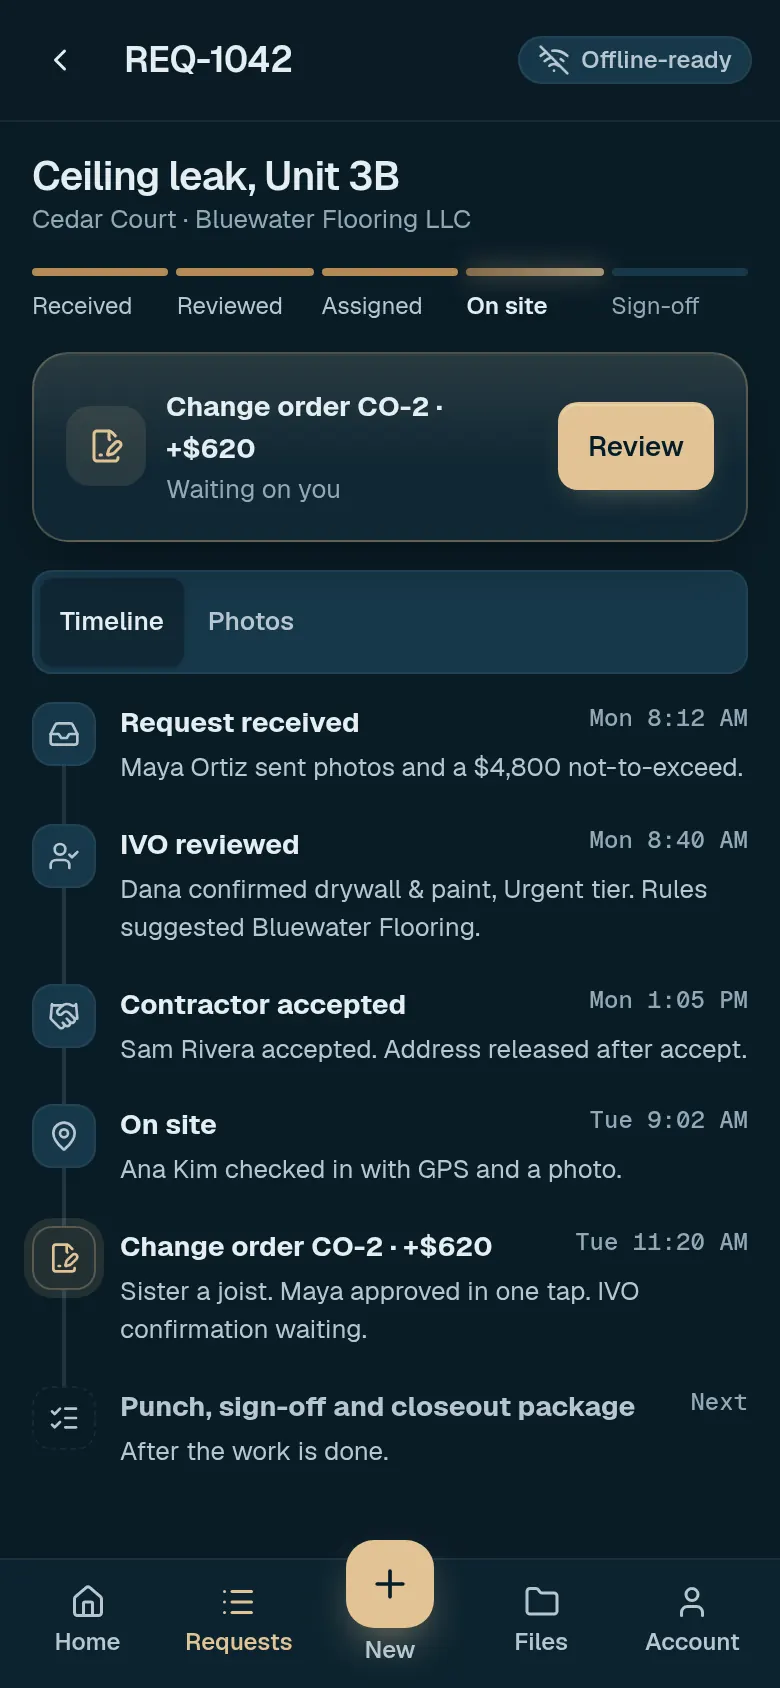 REQ-1042
Offline-ready
Ceiling leak, Unit 3B
Cedar Court · Bluewater Flooring LLC
Received
Reviewed
Assigned
On site
Sign-off
Change order CO-2 ·
+$620
Waiting on you
Review
Timeline
Photos
Request received
Mon 8:12 AM
Maya Ortiz sent photos and a $4,800 not-to-exceed.
IVO reviewed
Mon 8:40 AM
Dana confirmed drywall & paint, Urgent tier. Rules
suggested Bluewater Flooring.
Contractor accepted
Mon 1:05 PM
Sam Rivera accepted. Address released after accept.
On site
Tue 9:02 AM
Ana Kim checked in with GPS and a photo.
Change order CO-2 · +$620
Tue 11:20 AM
Sister a joist. Maya approved in one tap. IVO
confirmation waiting.
Punch, sign-off and closeout package
Next
After the work is done.
Home
Requests
New
Files
Account